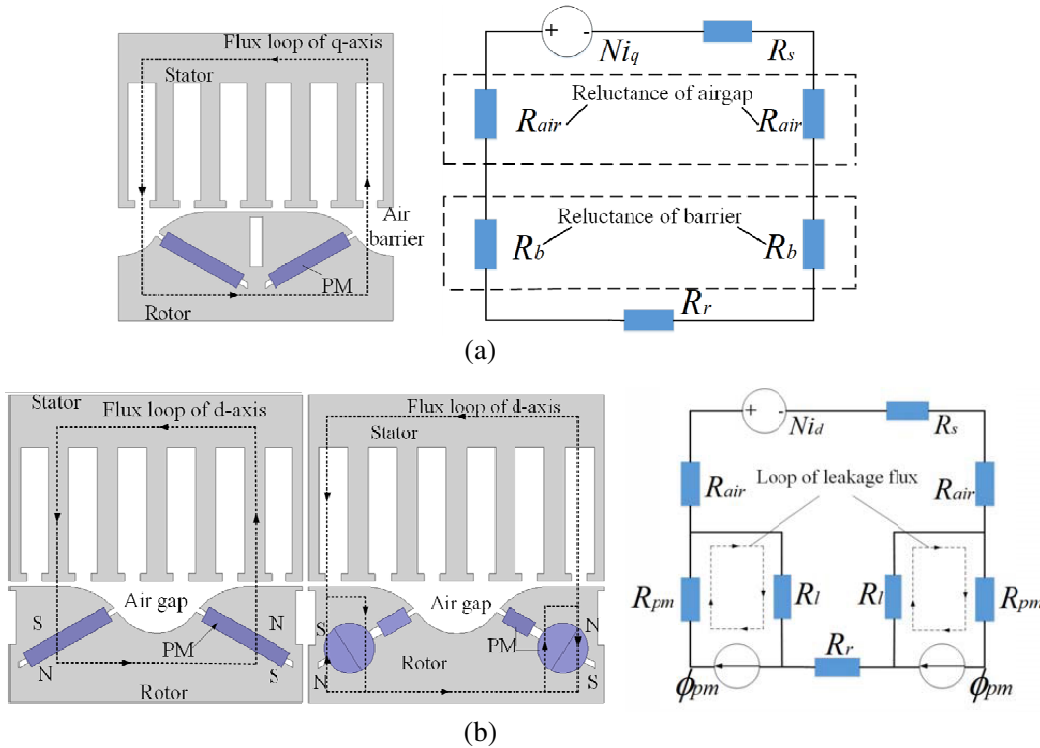 Flux loop of q-axis
Stator
Air
barrier
PM
Rotor
+ -
Ni_q
R_s
Reluctance of airgap
R_air
R_air
Reluctance of barrier
R_b
R_b
R_r
(a)
Stator
Flux loop of d-axis
Air gap
S
N
PM
N
S
Rotor
Flux loop of d-axis
Stator
Air gap
S
N
PM
N
S
Rotor
+ -
Ni_d
R_s
R_air
Loop of leakage flux
R_air
R_pm
R_l
R_l
R_pm
R_r
ϕ_pm
ϕ_pm
(b)